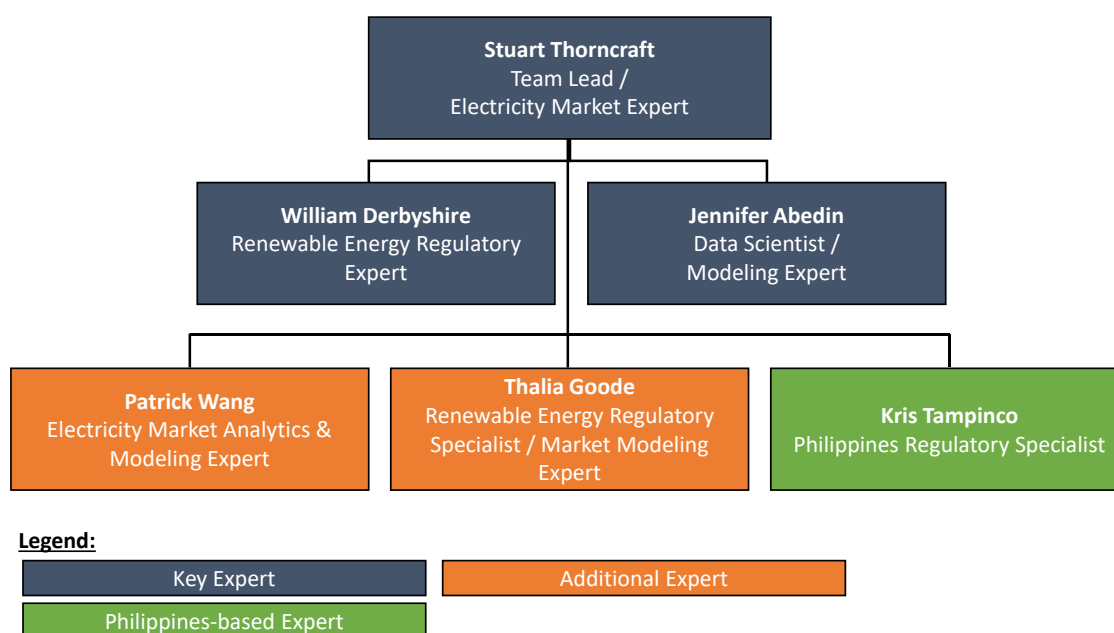 Stuart Thorncraft
Team Lead /
Electricity Market Expert
William Derbyshire
Renewable Energy Regulatory
Expert
Jennifer Abedin
Data Scientist /
Modeling Expert
Patrick Wang
Electricity Market Analytics &
Modeling Expert
Thalia Goode
Renewable Energy Regulatory
Specialist / Market Modeling
Expert
Kris Tampinco
Philippines Regulatory Specialist
Legend:
Key Expert
Additional Expert
Philippines-based Expert